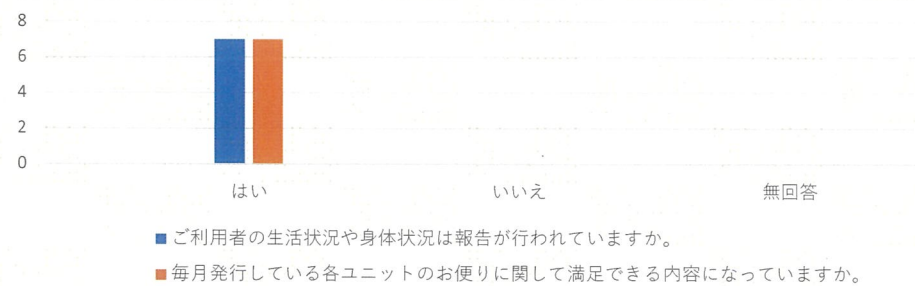 8
6
4
2
0
はい いいえ 無回答
■ご利用者の生活状況や身体状況は報告が行われていますか。
■毎月発行している各ユニットのお便りに関して満足できる内容になっていますか。